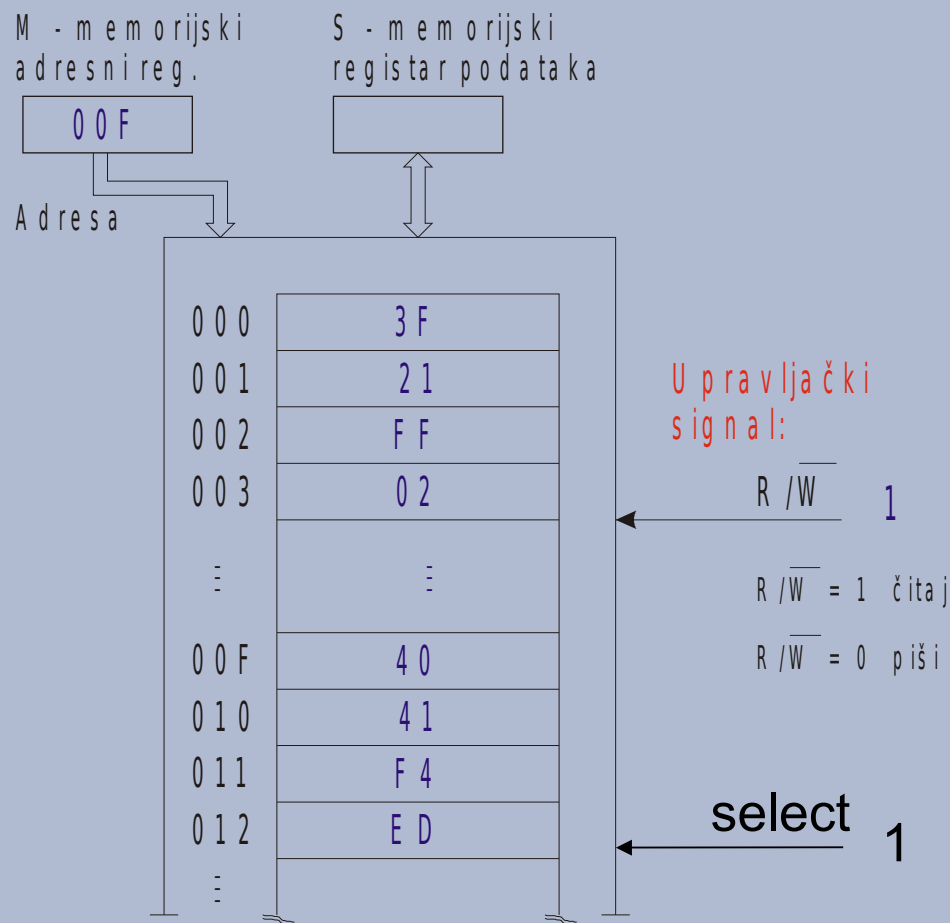 M - memorijski
adresni reg.
S - memorijski
registar podataka
00F
Adresa
000 3F
001 21
002 FF
003 02
⋮ ⋮
00F 40
010 41
011 F4
012 ED
⋮
Upravljački
signal:
R/W̅ 1
R/W̅ = 1 čitaj
R/W̅ = 0 piši
select 1